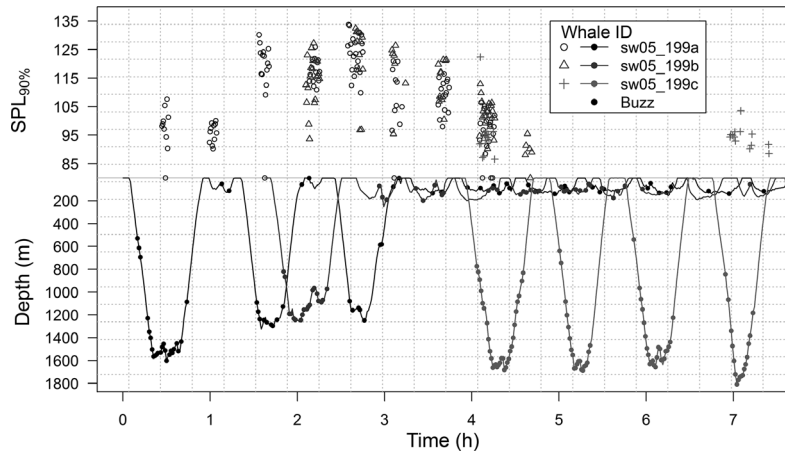 135
125
115
105
95
85
SPL90%
Whale ID
sw05_199a
sw05_199b
sw05_199c
Buzz
200
400
600
800
1000
1200
1400
1600
1800
Depth (m)
0 1 2 3 4 5 6 7
Time (h)